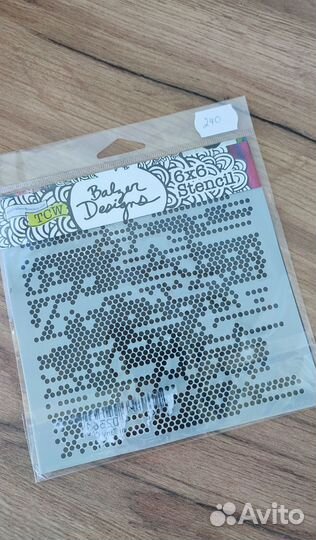 240
TCW
Balzer
Designs
6x6
Stencil
Avito